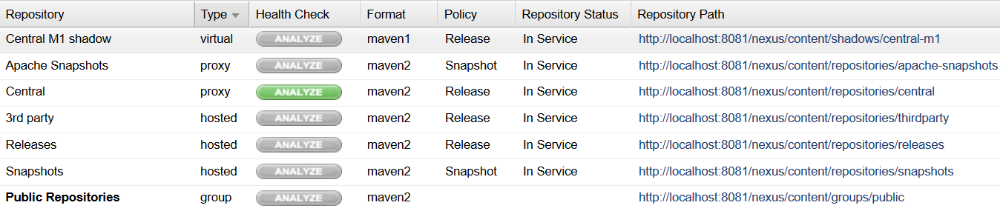 Repository Type Health Check Format Policy Repository Status Repository Path
Central M1 shadow virtual ANALYZE maven1 Release In Service http://localhost:8081/nexus/content/shadows/central-m1
Apache Snapshots proxy ANALYZE maven2 Snapshot In Service http://localhost:8081/nexus/content/repositories/apache-snapshots
Central proxy ANALYZE maven2 Release In Service http://localhost:8081/nexus/content/repositories/central
3rd party hosted ANALYZE maven2 Release In Service http://localhost:8081/nexus/content/repositories/thirdparty
Releases hosted ANALYZE maven2 Release In Service http://localhost:8081/nexus/content/repositories/releases
Snapshots hosted ANALYZE maven2 Snapshot In Service http://localhost:8081/nexus/content/repositories/snapshots
Public Repositories group ANALYZE maven2 http://localhost:8081/nexus/content/groups/public